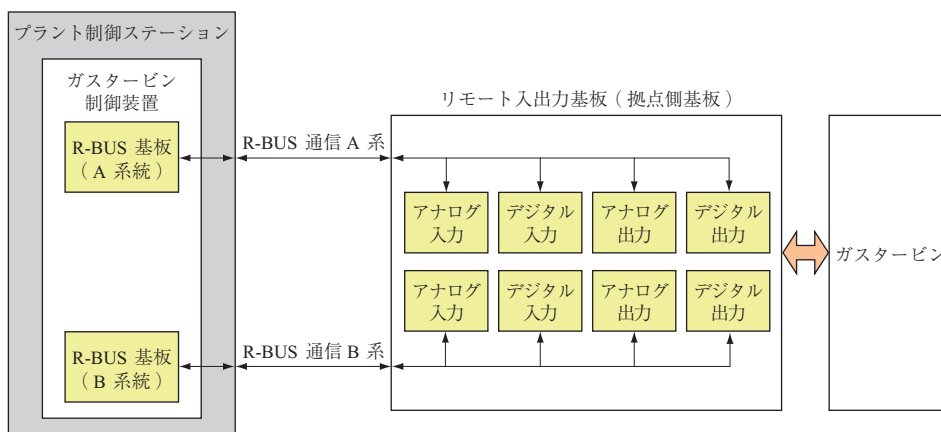 プラント制御ステーション
ガスタービン
制御装置
R-BUS 基板
( A 系統 )
R-BUS 通信 A 系
リモート入出力基板 ( 拠点側基板 )
アナログ
入力
デジタル
入力
アナログ
出力
デジタル
出力
ガスタービン
アナログ
入力
デジタル
入力
アナログ
出力
デジタル
出力
R-BUS 基板
( B 系統 )
R-BUS 通信 B 系